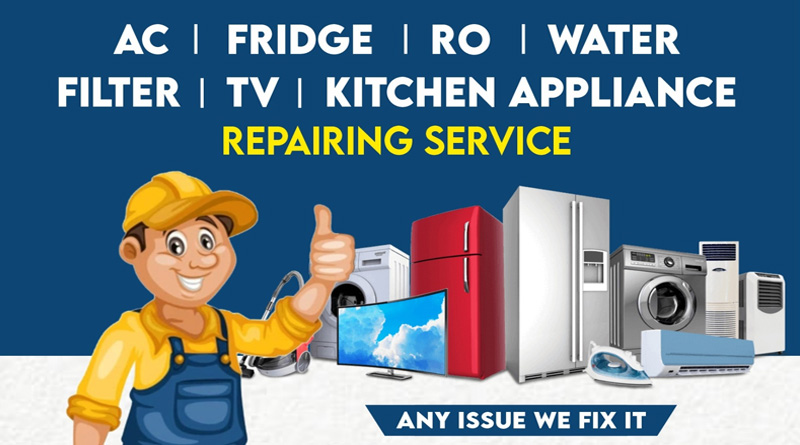 AC | FRIDGE | RO | WATER
FILTER | TV | KITCHEN APPLIANCE
REPAIRING SERVICE
ANY ISSUE WE FIX IT